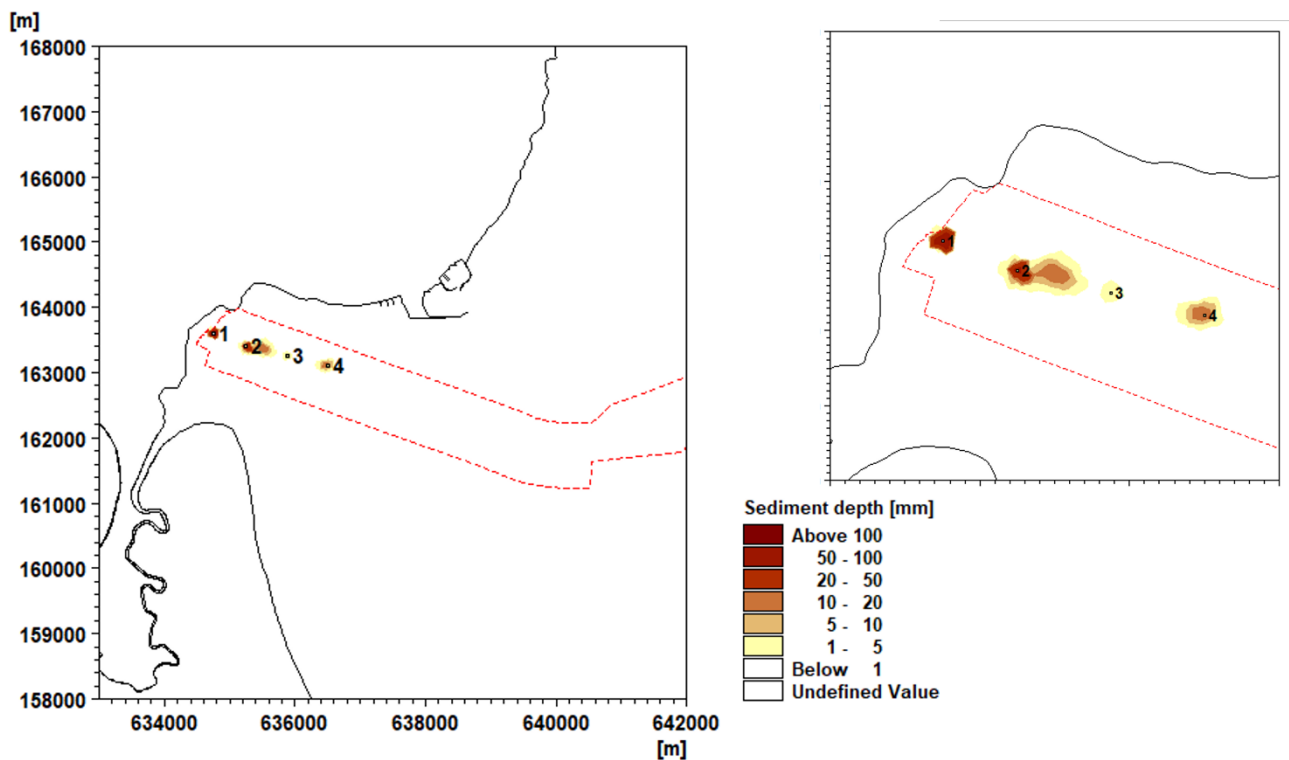 [m]
168000
167000
166000
165000
164000
163000
162000
161000
160000
159000
158000
634000 636000 638000 640000 642000
[m]
1
2
3
4
1
2
3
4
Sediment depth [mm]
Above 100
50 - 100
20 - 50
10 - 20
5 - 10
1 - 5
Below 1
Undefined Value